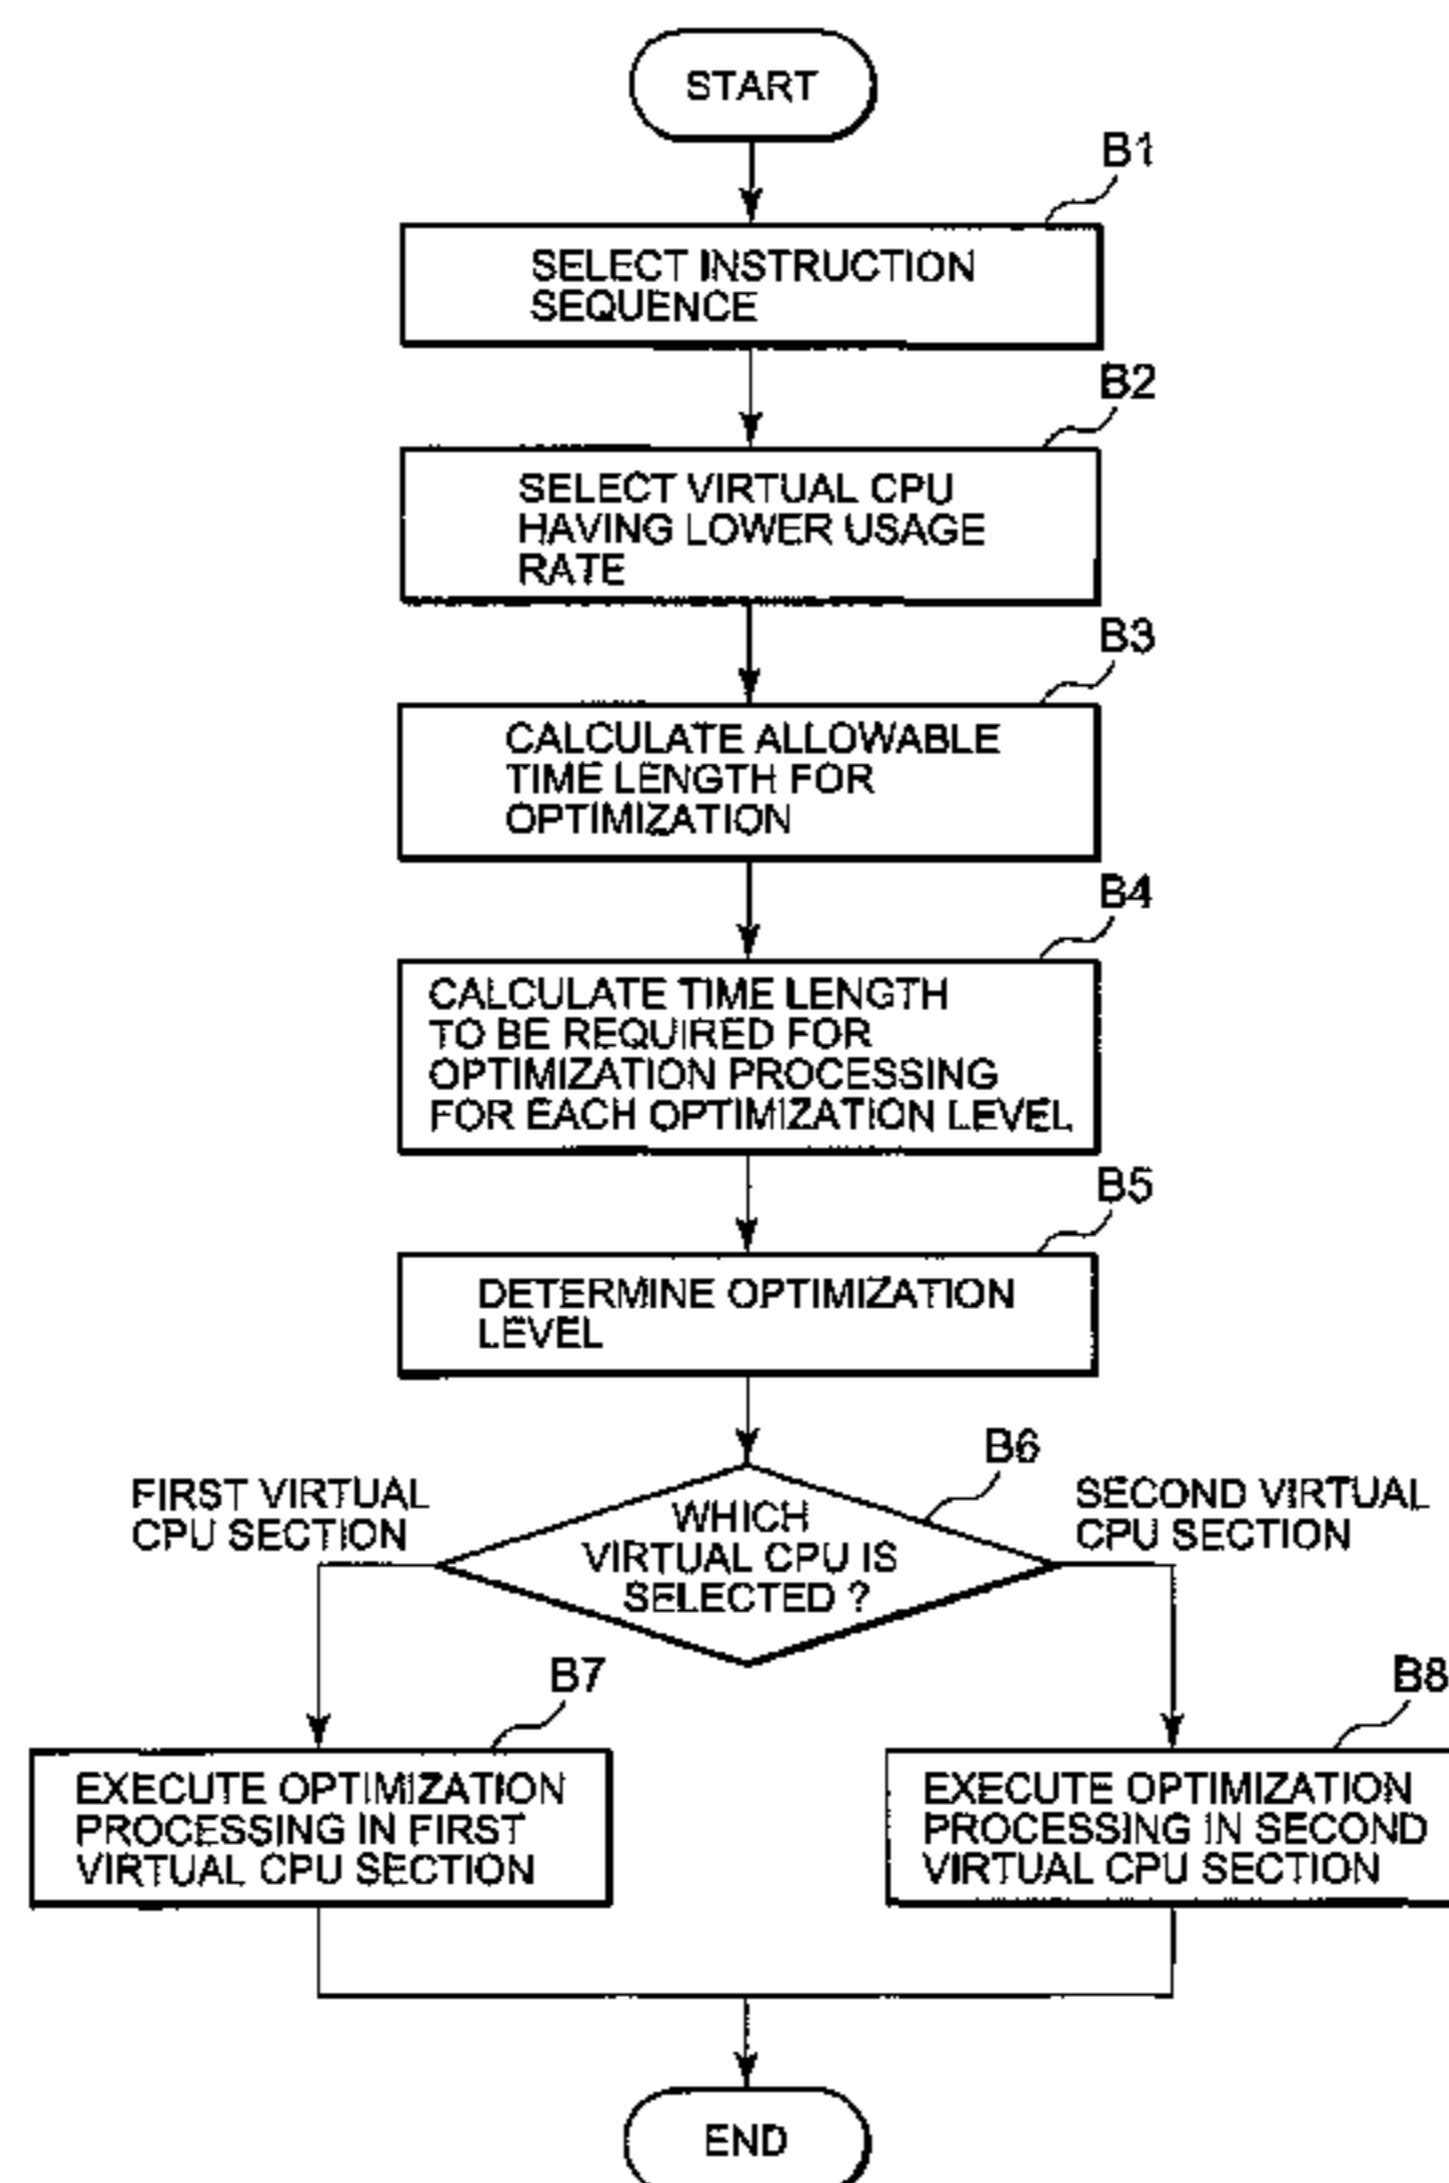 START
B1
SELECT INSTRUCTION
SEQUENCE
B2
SELECT VIRTUAL CPU
HAVING LOWER USAGE
RATE
B3
CALCULATE ALLOWABLE
TIME LENGTH FOR
OPTIMIZATION
B4
CALCULATE TIME LENGTH
TO BE REQUIRED FOR
OPTIMIZATION PROCESSING
FOR EACH OPTIMIZATION LEVEL
B5
DETERMINE OPTIMIZATION
LEVEL
B6
FIRST VIRTUAL
CPU SECTION
WHICH
VIRTUAL CPU IS
SELECTED ?
SECOND VIRTUAL
CPU SECTION
B7
EXECUTE OPTIMIZATION
PROCESSING IN FIRST
VIRTUAL CPU SECTION
B8
EXECUTE OPTIMIZATION
PROCESSING IN SECOND
VIRTUAL CPU SECTION
END